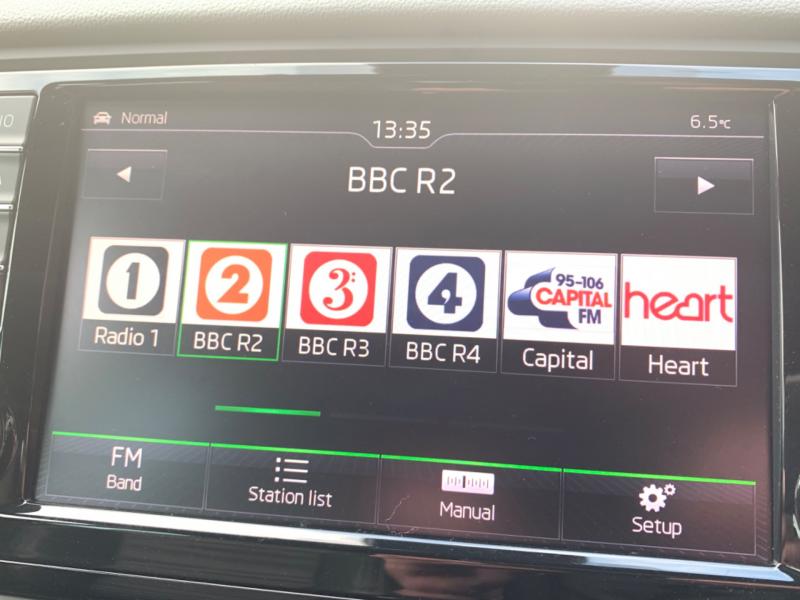 Normal
13:35
6.5°C
BBC R2
1
2
3
4
95-106
CAPITAL
FM
heart
Radio 1
BBC R2
BBC R3
BBC R4
Capital
Heart
FM
Band
Station list
Manual
Setup